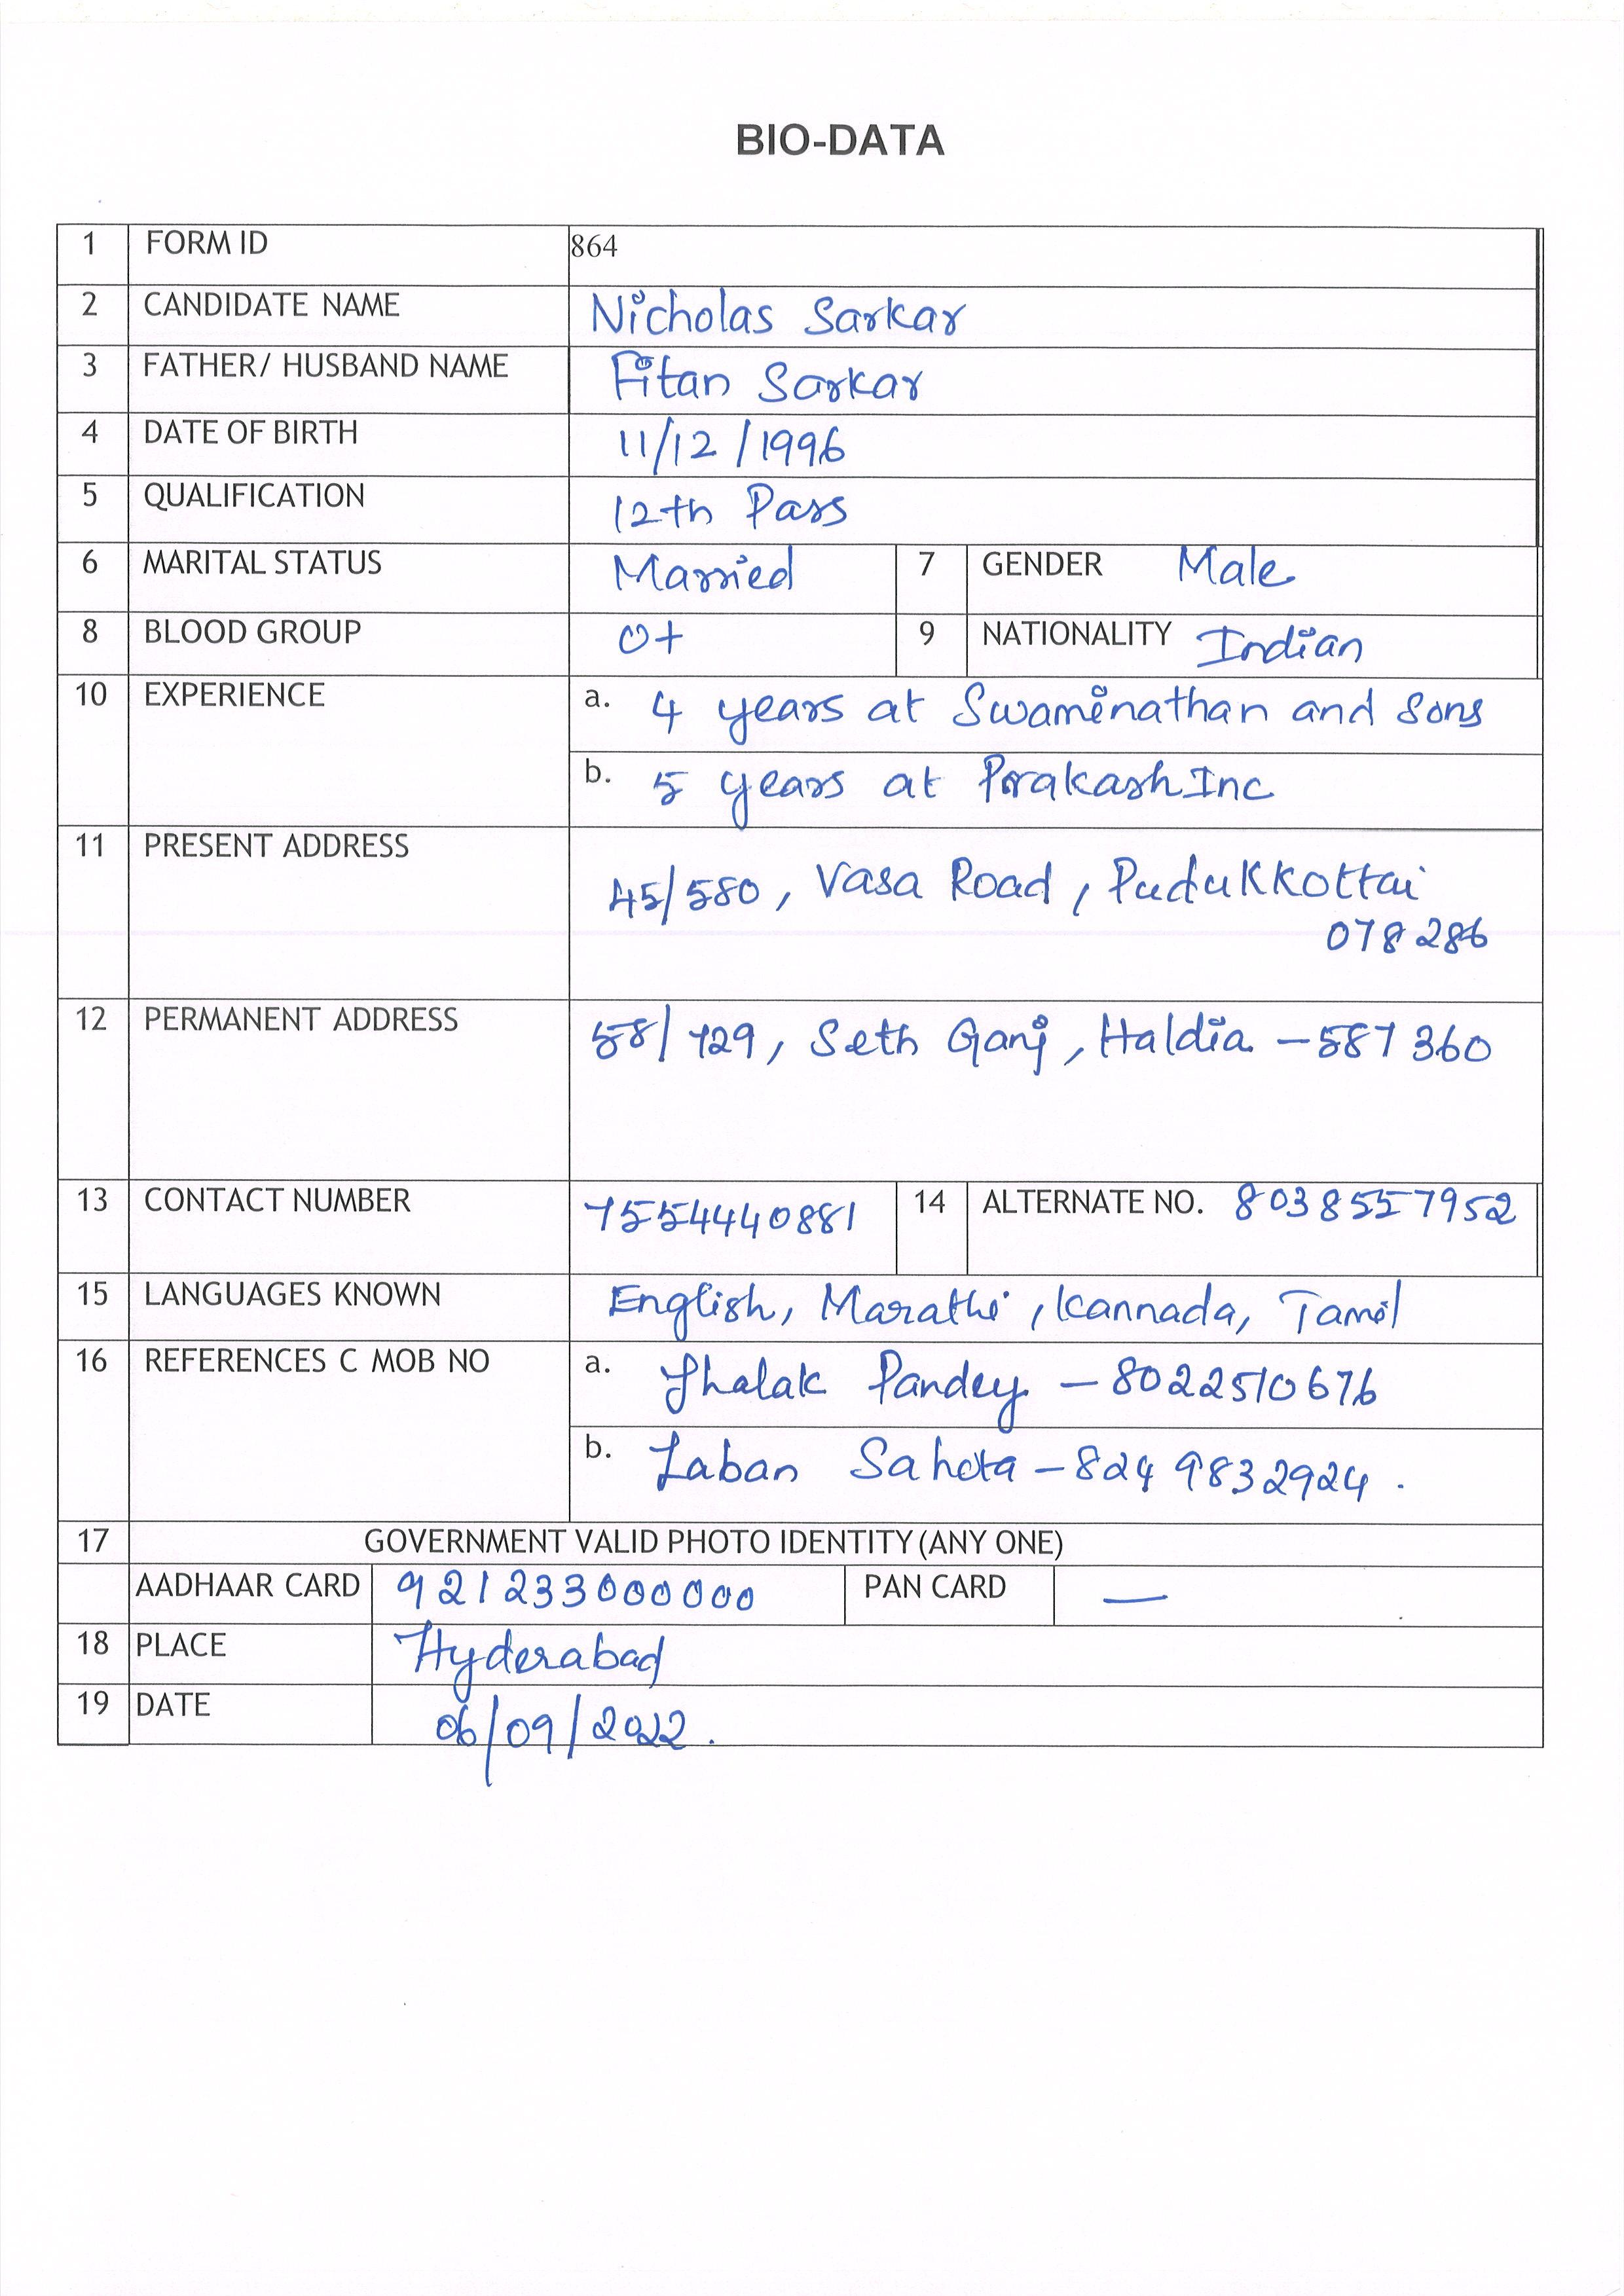 BIO-DATA
1 FORM ID 864
2 CANDIDATE NAME Nicholas Sarkar
3 FATHER/ HUSBAND NAME Fitan Sarkar
4 DATE OF BIRTH 11/12/1996
5 QUALIFICATION 12th Pass
6 MARITAL STATUS Married 7 GENDER Male
8 BLOOD GROUP O+ 9 NATIONALITY Indian
10 EXPERIENCE a. 4 years at Swaminathan and Sons
b. 5 years at Prakash Inc
11 PRESENT ADDRESS
45/580, Vasa Road, Pudukkottai
078286
12 PERMANENT ADDRESS 58/729, Seth Ganj, Haldia - 587360
13 CONTACT NUMBER 7554440881 14 ALTERNATE NO. 8038557952
15 LANGUAGES KNOWN English, Marathi, Kannada, Tamil
16 REFERENCES C MOB NO a. Jhalak Pandey - 8022510676
b. Laban Sahota - 8249832924.
17 GOVERNMENT VALID PHOTO IDENTITY (ANY ONE)
AADHAAR CARD 921233000000 PAN CARD —
18 PLACE Hyderabad
19 DATE 06/09/2022.